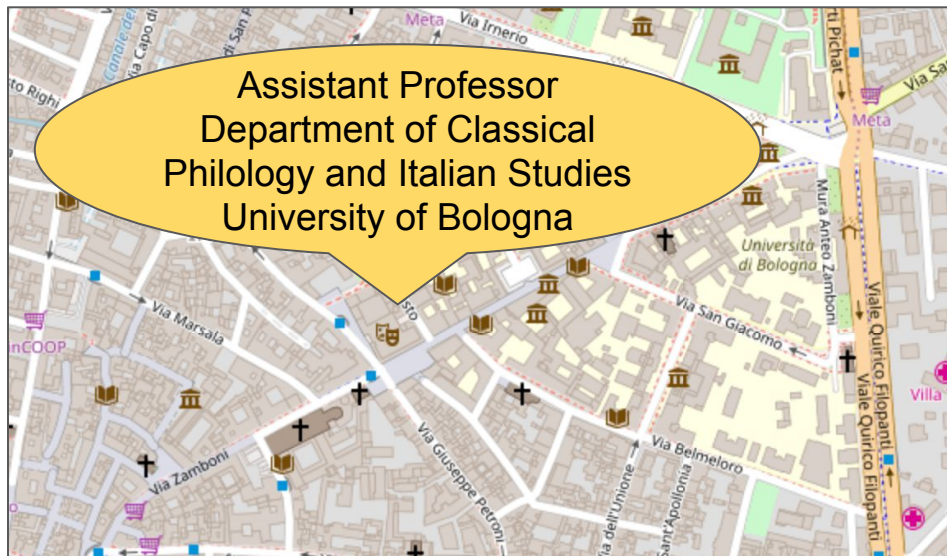 Meta
Via Irnerio
Assistant Professor
Department of Classical
Philology and Italian Studies
University of Bologna
Meta
Mura Anteo Zamboni
Università
di Bologna
Via Marsala
Via San Giacomo
Viale Quirico Filopanti
Viale Quirico Filopanti
Villa
Via Zamboni
Via Giuseppe Petroni
Via Belmeloro